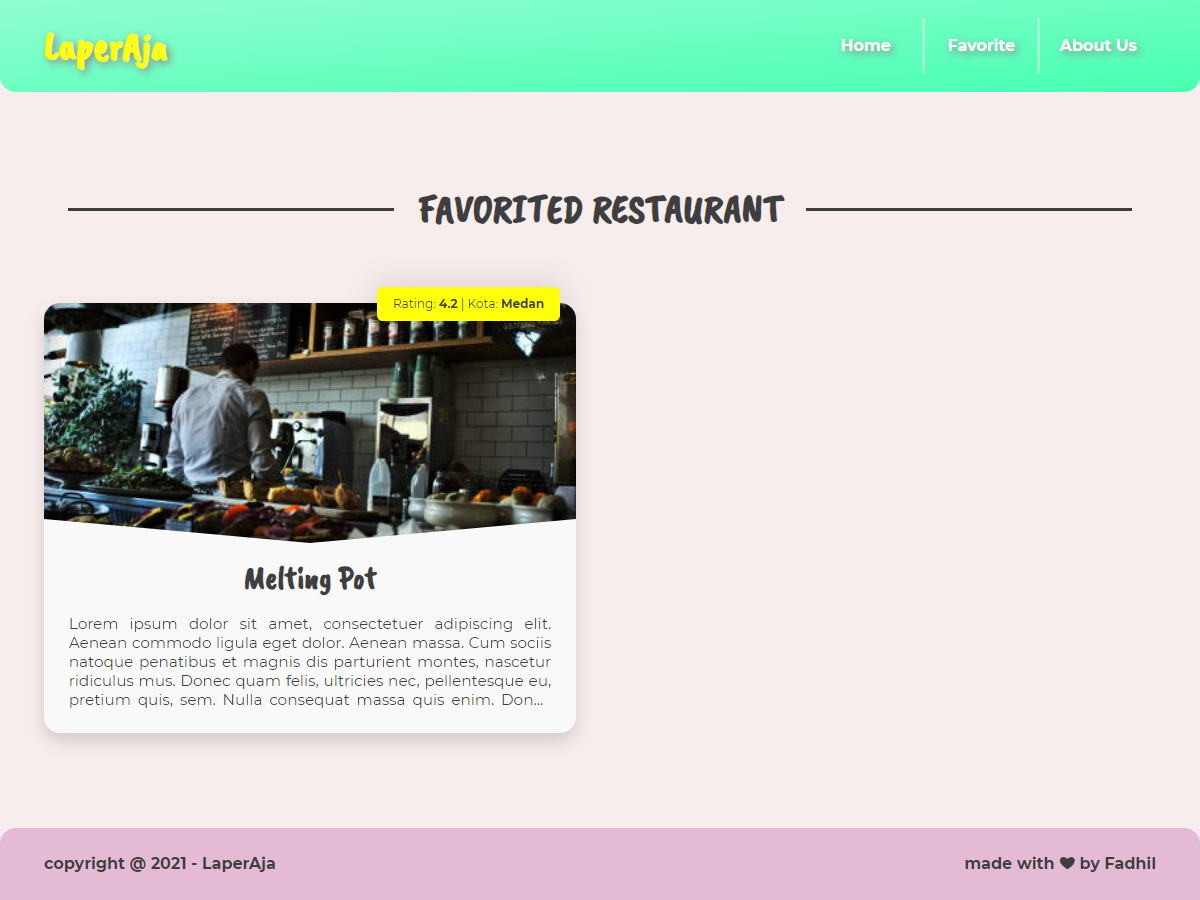 LaperAja
Home
Favorite
About Us
FAVORITED RESTAURANT
Rating: 4.2 | Kota: Medan
Melting Pot
Lorem ipsum dolor sit amet, consectetuer adipiscing elit.
Aenean commodo ligula eget dolor. Aenean massa. Cum sociis
natoque penatibus et magnis dis parturient montes, nascetur
ridiculus mus. Donec quam felis, ultricies nec, pellentesque eu,
pretium quis, sem. Nulla consequat massa quis enim. Don...
copyright @ 2021 - LaperAja
made with ♥ by Fadhil